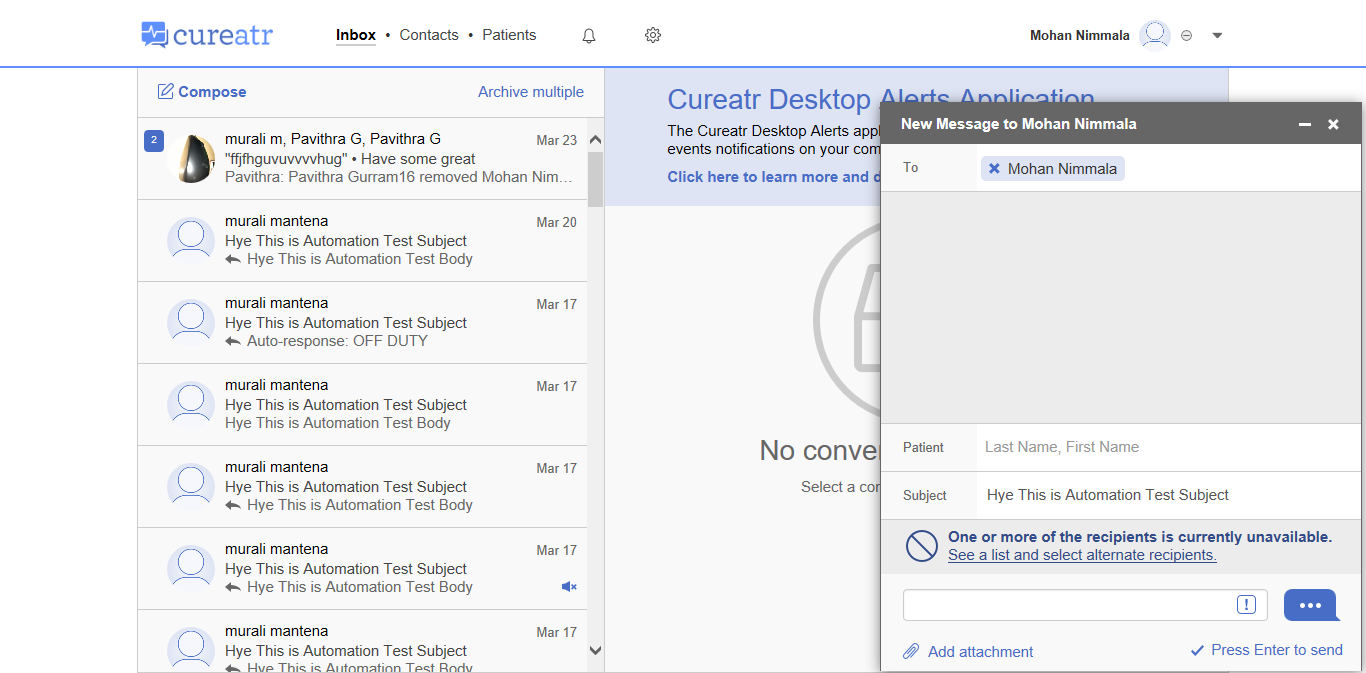 cureatr
Inbox • Contacts • Patients
Mohan Nimmala
Compose
Archive multiple
2
murali m, Pavithra G, Pavithra G
Mar 23
"ffjfhguvuvvvvhug" • Have some great
Pavithra: Pavithra Gurram16 removed Mohan Nim...
murali mantena
Mar 20
Hye This is Automation Test Subject
Hye This is Automation Test Body
murali mantena
Mar 17
Hye This is Automation Test Subject
Auto-response: OFF DUTY
murali mantena
Mar 17
Hye This is Automation Test Subject
Hye This is Automation Test Body
murali mantena
Mar 17
Hye This is Automation Test Subject
Hye This is Automation Test Body
murali mantena
Mar 17
Hye This is Automation Test Subject
Hye This is Automation Test Body
murali mantena
Mar 17
Hye This is Automation Test Subject
Hye This is Automation Test Body
Cureatr Desktop Alerts Application
The Cureatr Desktop Alerts
events notifications on your
Click here to learn more and
No
Select a
New Message to Mohan Nimmala
To
Mohan Nimmala
Patient
Last Name, First Name
Subject
Hye This is Automation Test Subject
One or more of the recipients is currently unavailable.
See a list and select alternate recipients.
!
Add attachment
Press Enter to send